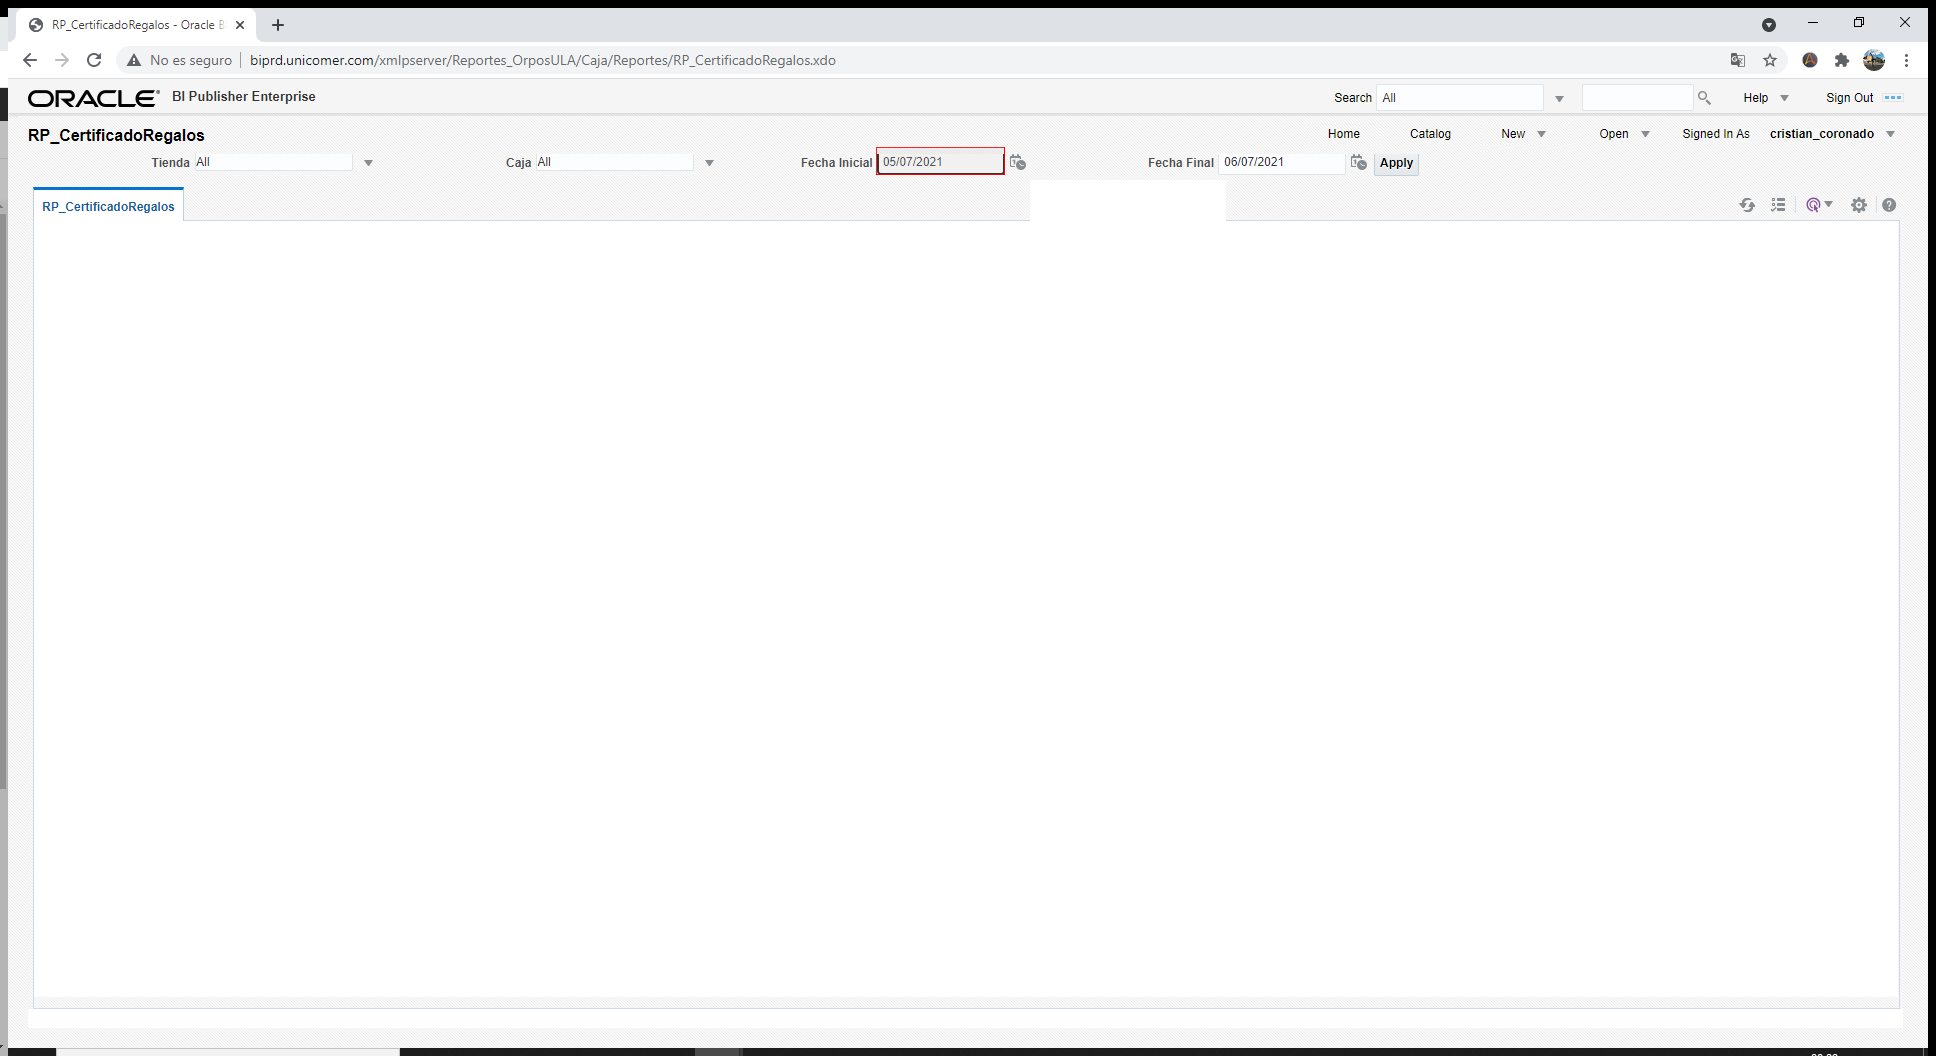 RP_CertificadoRegalos - Oracle B
No es seguro | biprd.unicomer.com/xmlpserver/Reportes_OrposULA/Caja/Reportes/RP_CertificadoRegalos.xdo
ORACLE BI Publisher Enterprise
Search All Help Sign Out
RP_CertificadoRegalos
Home Catalog New Open Signed In As cristian_coronado
Tienda All Caja All Fecha Inicial 05/07/2021 Fecha Final 06/07/2021 Apply
RP_CertificadoRegalos